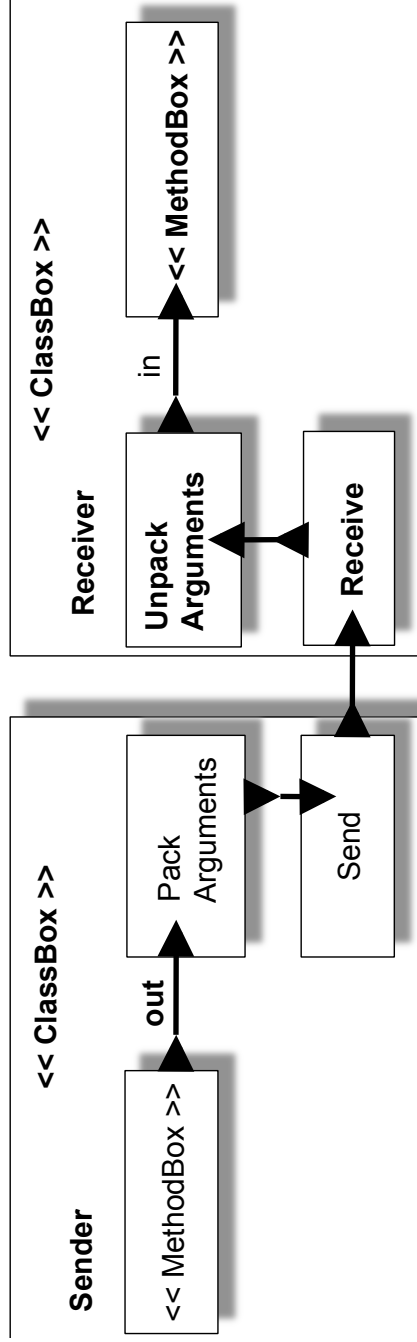 << ClassBox >>
Sender
<< MethodBox >>
out
Pack
Arguments
Send
<< ClassBox >>
Receiver
Unpack
Arguments
in
<< MethodBox >>
Receive